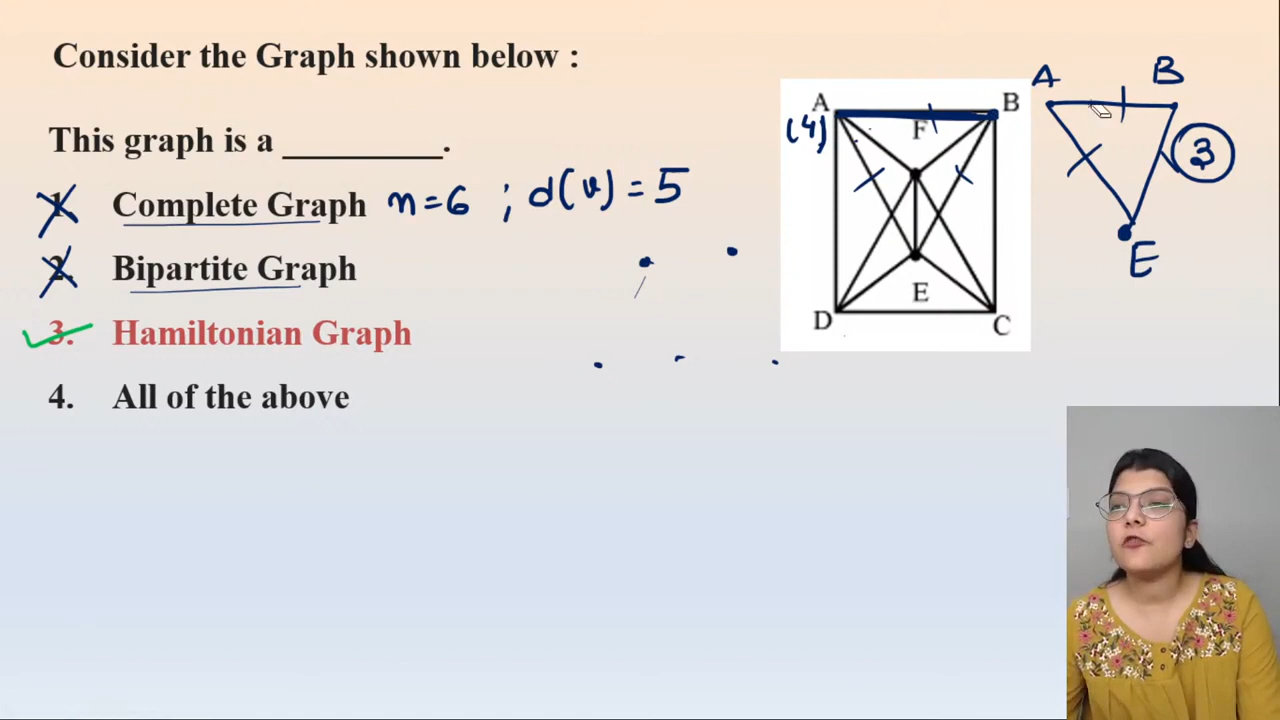 Consider the Graph shown below :
This graph is a _________.
1. Complete Graph n=6 ; d(v) = 5
2. Bipartite Graph
3. Hamiltonian Graph
4. All of the above
A B
(4) F
E
D C
A B
3
E